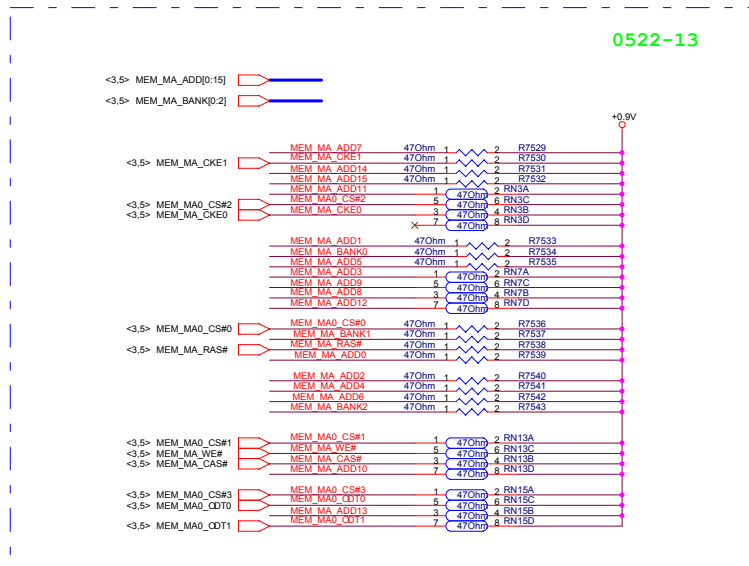 0522-13
<3,5> MEM_MA_ADD[0:15]
<3,5> MEM_MA_BANK[0:2]
+0.9V
MEM_MA_ADD7 47Ohm 1 2 R7529
<3,5> MEM_MA_CKE1 MEM_MA_CKE1 47Ohm 1 2 R7530
MEM_MA_ADD14 47Ohm 1 2 R7531
MEM_MA_ADD15 47Ohm 1 2 R7532
MEM_MA_ADD11 1 47Ohm 2 RN3A
<3,5> MEM_MA0_CS#2 MEM_MA0_CS#2 5 47Ohm 6 RN3C
<3,5> MEM_MA_CKE0 MEM_MA_CKE0 3 47Ohm 4 RN3B
7 47Ohm 8 RN3D
MEM_MA_ADD1 47Ohm 1 2 R7533
MEM_MA_BANK0 47Ohm 1 2 R7534
MEM_MA_ADD5 47Ohm 1 2 R7535
MEM_MA_ADD3 1 47Ohm 2 RN7A
MEM_MA_ADD9 5 47Ohm 6 RN7C
MEM_MA_ADD8 3 47Ohm 4 RN7B
MEM_MA_ADD12 7 47Ohm 8 RN7D
<3,5> MEM_MA0_CS#0 MEM_MA0_CS#0 47Ohm 1 2 R7536
MEM_MA_BANK1 47Ohm 1 2 R7537
<3,5> MEM_MA_RAS# MEM_MA_RAS# 47Ohm 1 2 R7538
MEM_MA_ADD0 47Ohm 1 2 R7539
MEM_MA_ADD2 47Ohm 1 2 R7540
MEM_MA_ADD4 47Ohm 1 2 R7541
MEM_MA_ADD6 47Ohm 1 2 R7542
MEM_MA_BANK2 47Ohm 1 2 R7543
<3,5> MEM_MA0_CS#1 MEM_MA0_CS#1 1 47Ohm 2 RN13A
<3,5> MEM_MA_WE# MEM_MA_WE# 5 47Ohm 6 RN13C
<3,5> MEM_MA_CAS# MEM_MA_CAS# 3 47Ohm 4 RN13B
MEM_MA_ADD10 7 47Ohm 8 RN13D
<3,5> MEM_MA0_CS#3 MEM_MA0_CS#3 1 47Ohm 2 RN15A
<3,5> MEM_MA0_ODT0 MEM_MA0_ODT0 5 47Ohm 6 RN15C
MEM_MA_ADD13 3 47Ohm 4 RN15B
<3,5> MEM_MA0_ODT1 MEM_MA0_ODT1 7 47Ohm 8 RN15D